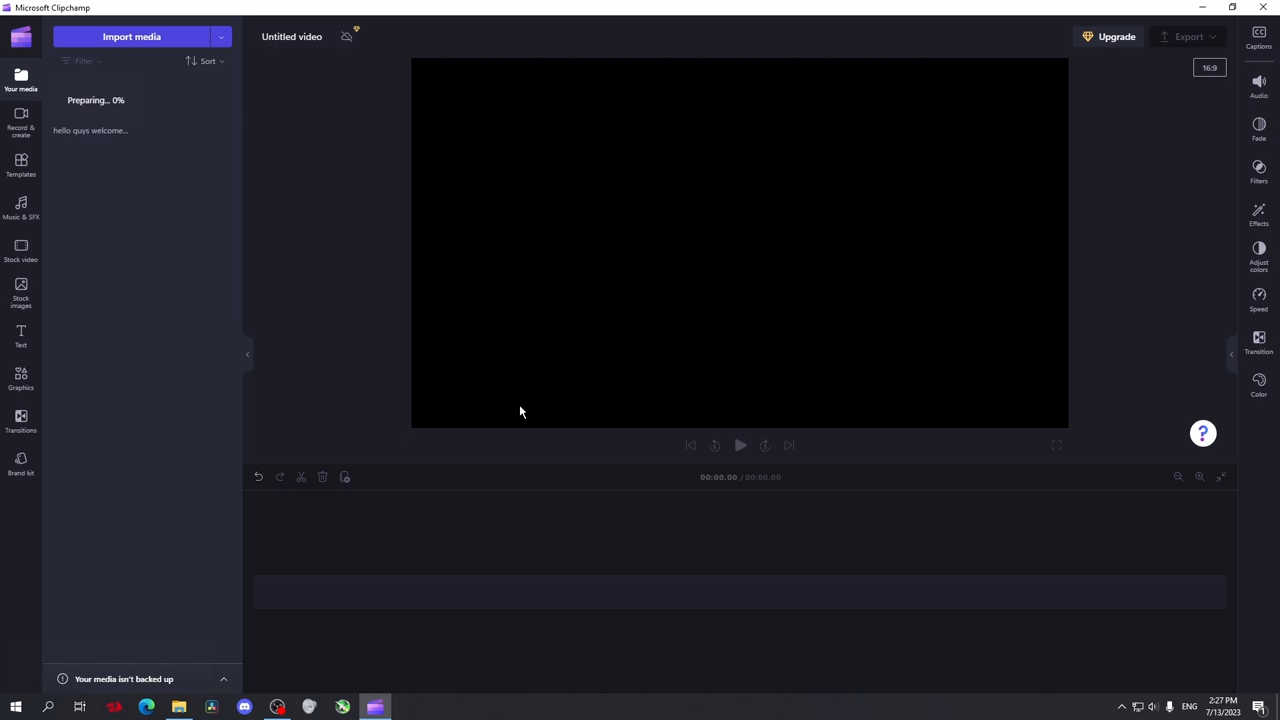 Microsoft Clipchamp
Import media
Untitled video
Upgrade
Export
Captions
Filter
Sort
16:9
Your media
Preparing... 0%
Audio
Record &
create
hello guys welcome...
Fade
Templates
Filters
Music & SFX
Effects
Stock video
Adjust
colors
Stock
images
Speed
Text
Transition
Graphics
Color
Transitions
Brand kit
?
00:00.00 / 00:00.00
Your media isn't backed up
ENG
2:27 PM
7/13/2023